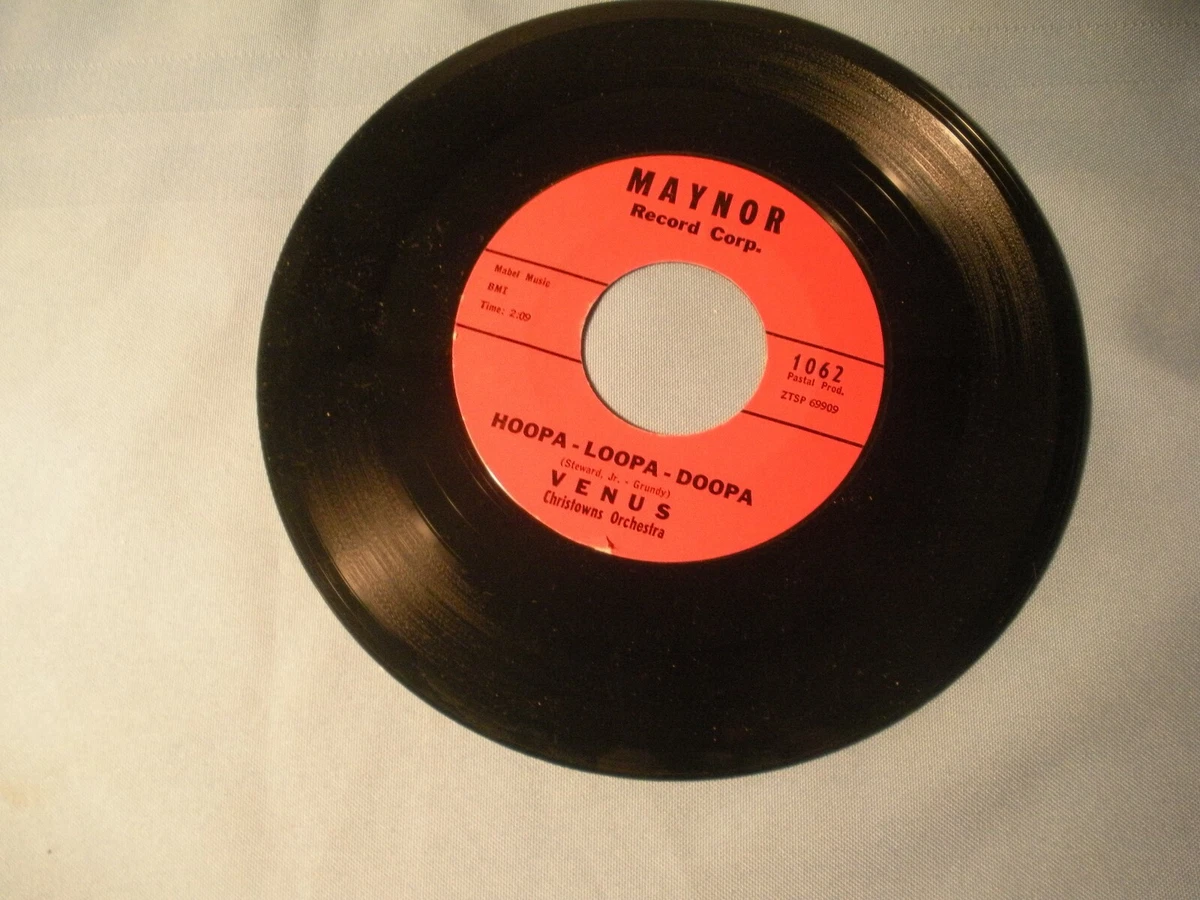 MAYNOR
Record Corp.
Mabel Music
BMI
Time: 2:09
1062
Pastal Prod.
ZTSP 69909
HOOPA - LOOPA - DOOPA
(Steward, Jr. - Grundy)
VENUS
Christowns Orchestra